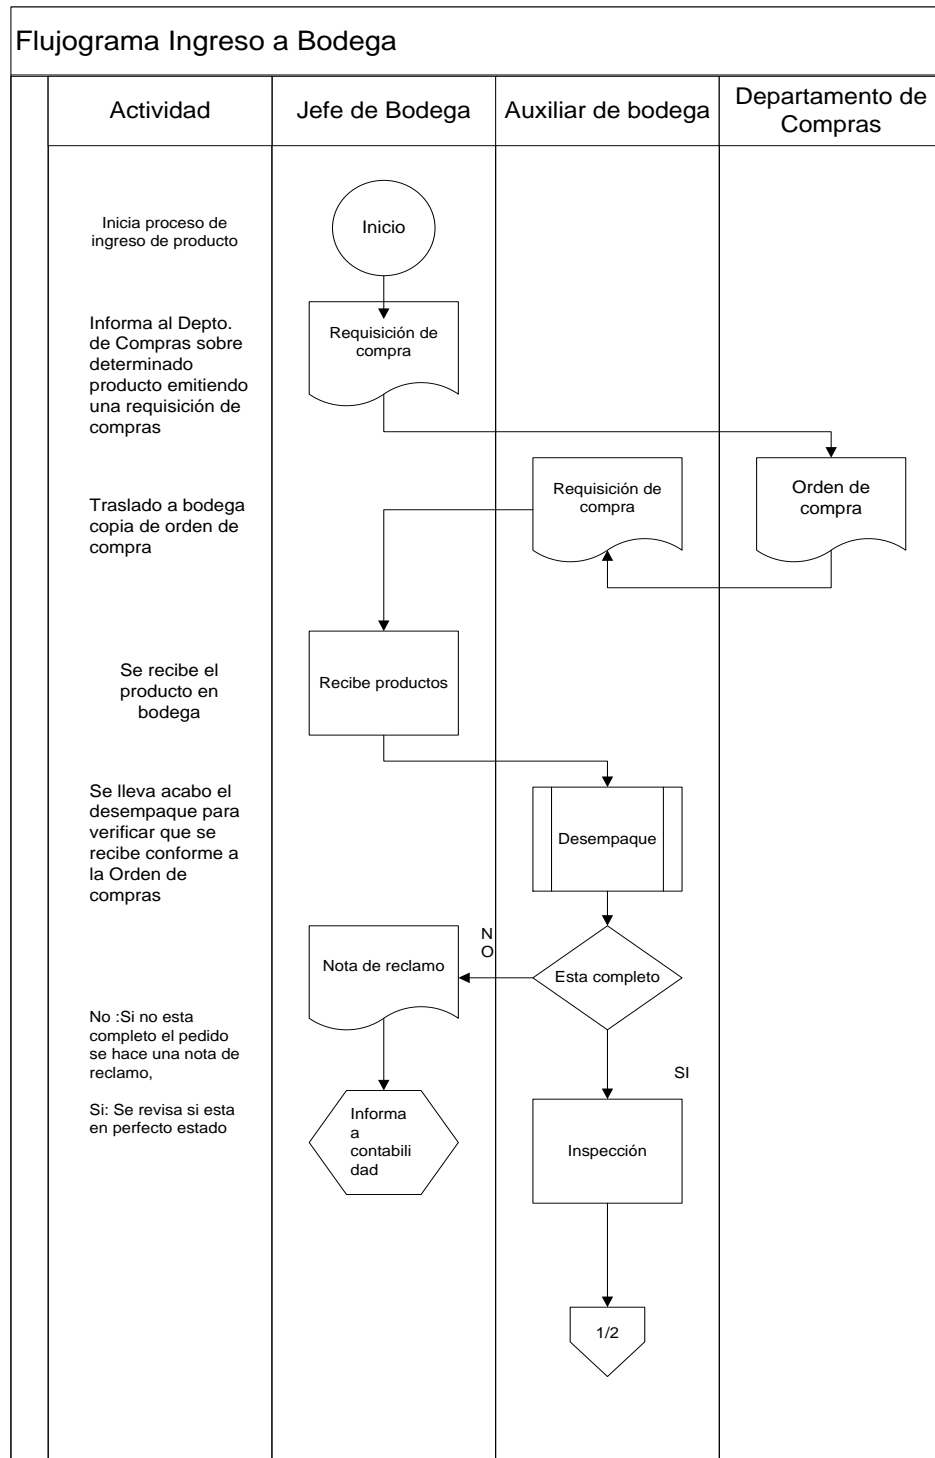 Flujograma Ingreso a Bodega
Actividad
Jefe de Bodega
Auxiliar de bodega
Departamento de
Compras
Inicia proceso de
ingreso de producto
Inicio
Informa al Depto.
de Compras sobre
determinado
producto emitiendo
una requisición de
compras
Requisición de
compra
Traslado a bodega
copia de orden de
compra
Requisición de
compra
Orden de
compra
Se recibe el
producto en
bodega
Recibe productos
Se lleva acabo el
desempaque para
verificar que se
recibe conforme a
la Orden de
compras
Desempaque
Nota de reclamo
N
O
Esta completo
No :Si no esta
completo el pedido
se hace una nota de
reclamo,
Si: Se revisa si esta
en perfecto estado
Informa
a
contabili
dad
SI
Inspección
1/2